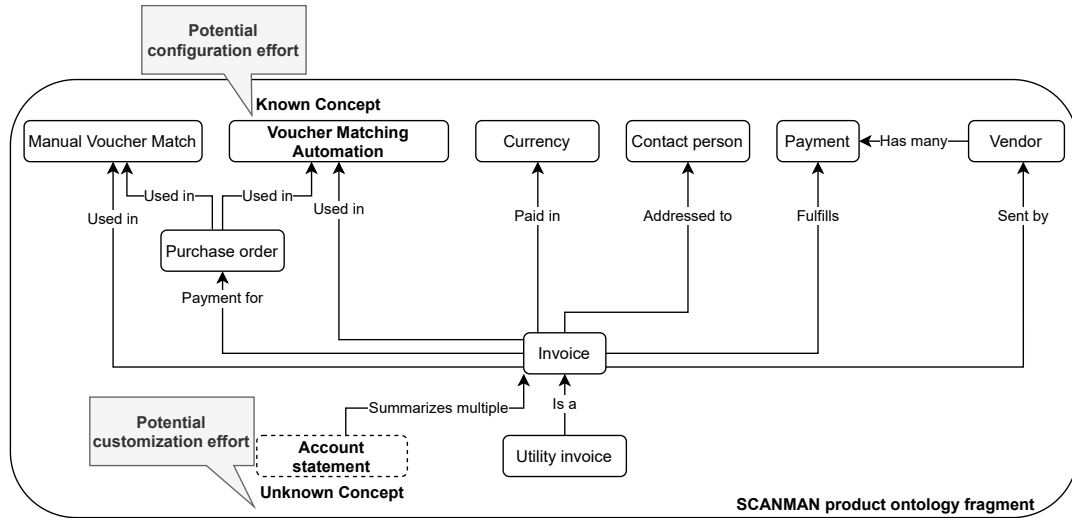 Potential
configuration effort
Known Concept
Manual Voucher Match
Voucher Matching
Automation
Currency
Contact person
Payment
Has many
Vendor
Used in
Used in
Used in
Used in
Paid in
Addressed to
Fulfills
Sent by
Purchase order
Payment for
Invoice
Potential
customization effort
Summarizes multiple
Is a
Account
statement
Utility invoice
Unknown Concept
SCANMAN product ontology fragment